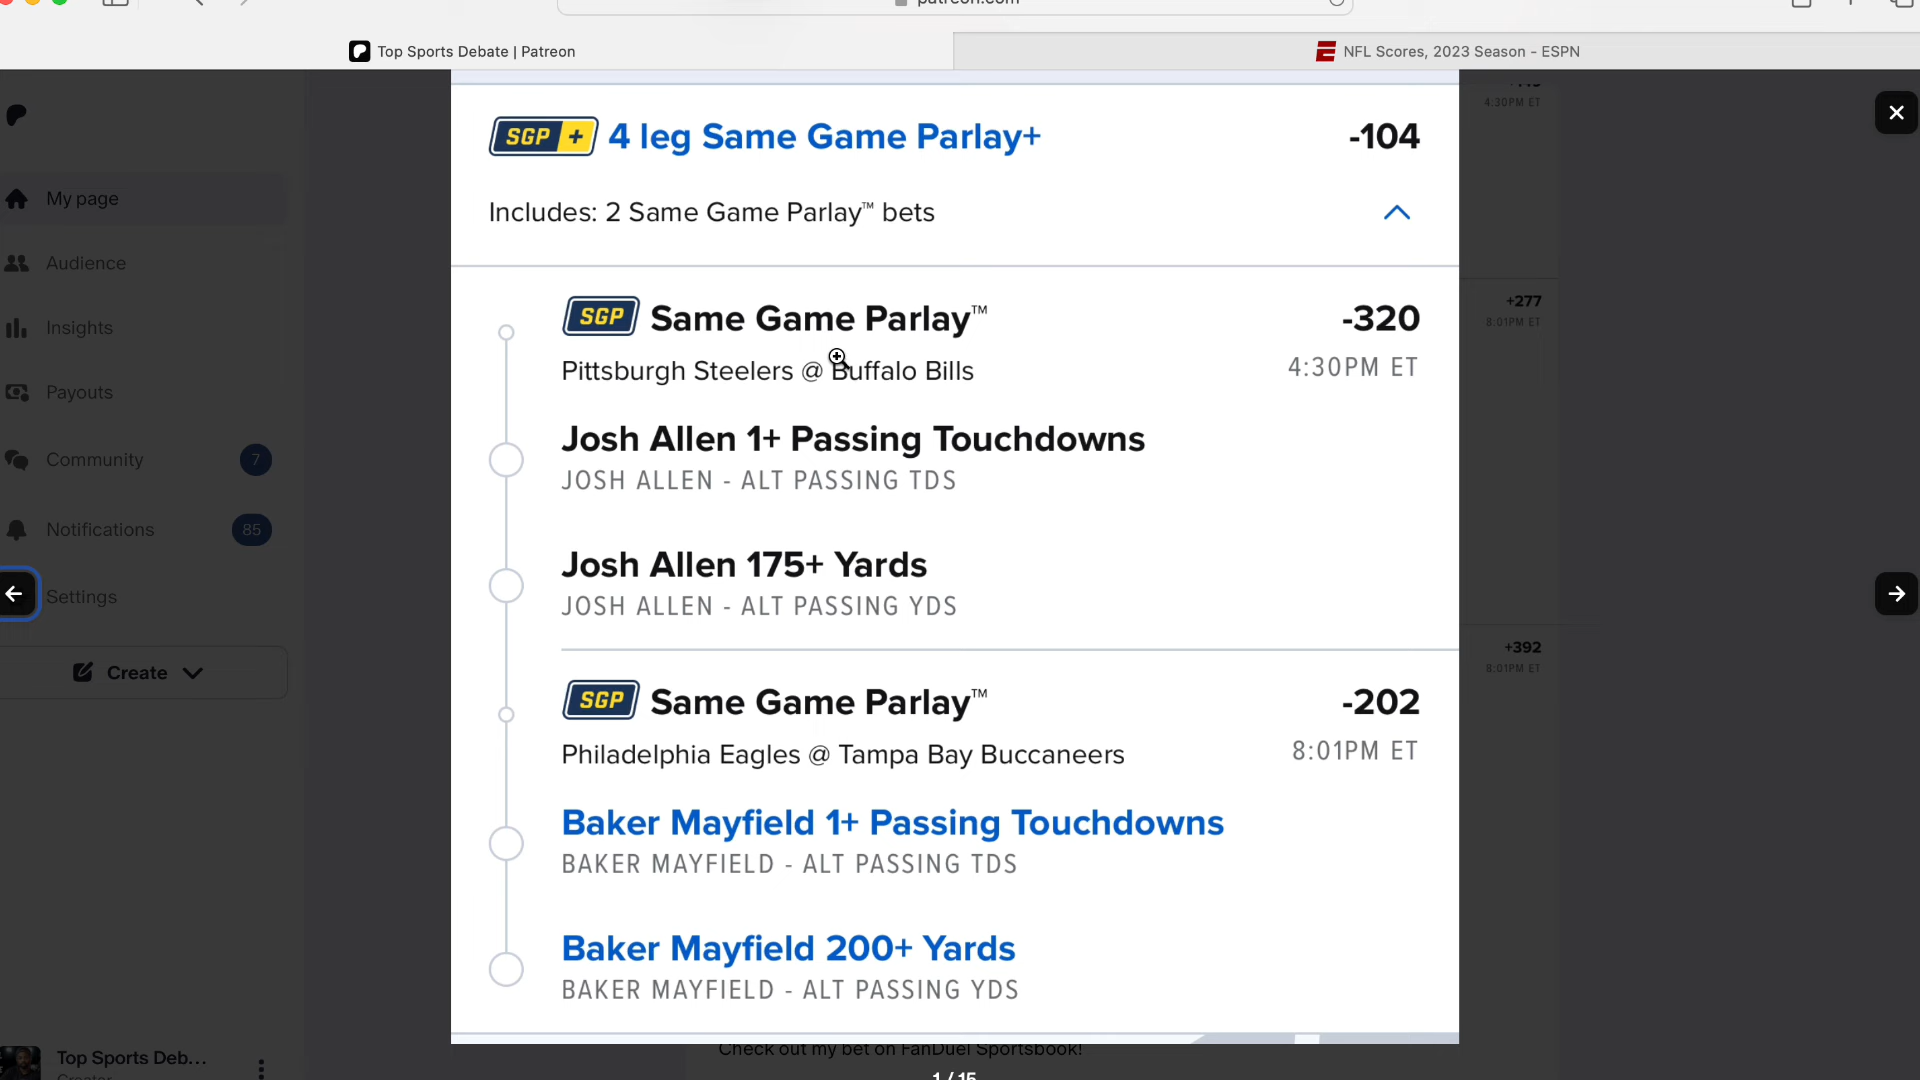 Top Sports Debate | Patreon
NFL Scores, 2023 Season - ESPN
4:30PM ET
SGP + 4 leg Same Game Parlay+ -104
My page
Includes: 2 Same Game Parlay™ bets
Audience
SGP Same Game Parlay™ -320
+277
Insights
8:01PM ET
Pittsburgh Steelers @ Buffalo Bills 4:30PM ET
Payouts
Josh Allen 1+ Passing Touchdowns
Community 7
JOSH ALLEN - ALT PASSING TDS
Notifications 85
Josh Allen 175+ Yards
Settings
JOSH ALLEN - ALT PASSING YDS
+392
Create
8:01PM ET
SGP Same Game Parlay™ -202
Philadelphia Eagles @ Tampa Bay Buccaneers 8:01PM ET
Baker Mayfield 1+ Passing Touchdowns
BAKER MAYFIELD - ALT PASSING TDS
Baker Mayfield 200+ Yards
BAKER MAYFIELD - ALT PASSING YDS
Top Sports Deb...
Check out my bet on FanDuel Sportsbook!
1 / 15